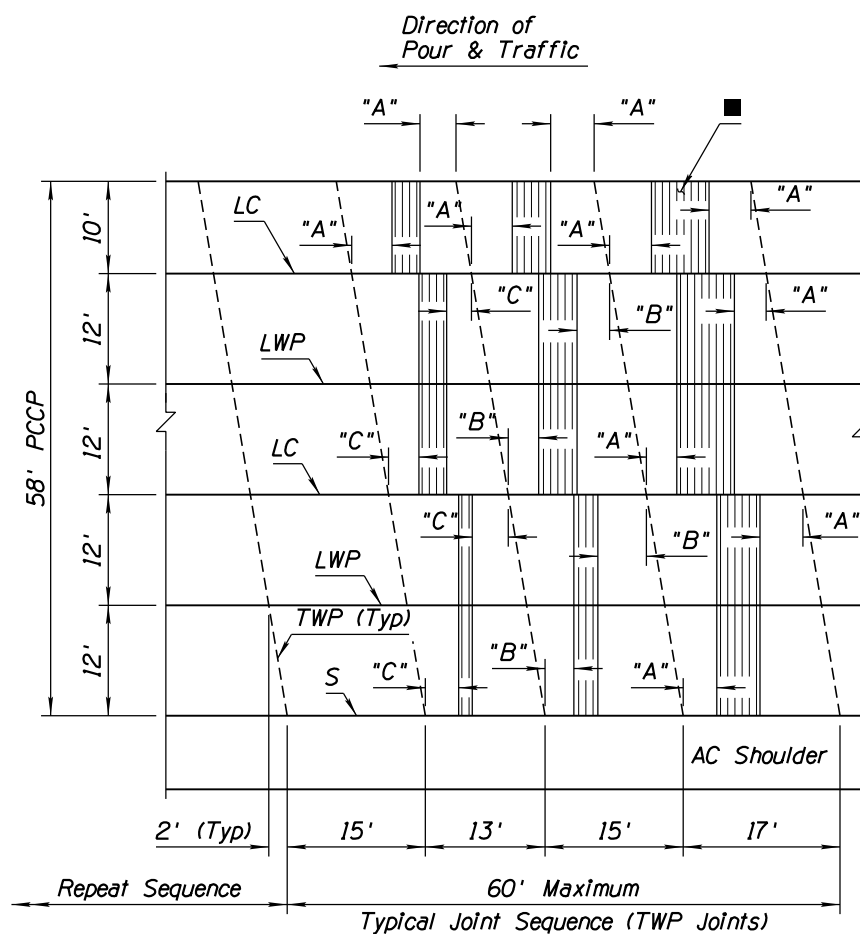 Direction of
Pour & Traffic
"A"
"A"
10'
LC
"A"
"A"
"A"
"A"
12'
LWP
"C"
"B"
"A"
58' PCCP
12'
LC
"C"
"B"
"A"
12'
LWP
"C"
"B"
"A"
12'
TWP (Typ)
S
"C"
"B"
"A"
AC Shoulder
2' (Typ)
15'
13'
15'
17'
Repeat Sequence
60' Maximum
Typical Joint Sequence (TWP Joints)